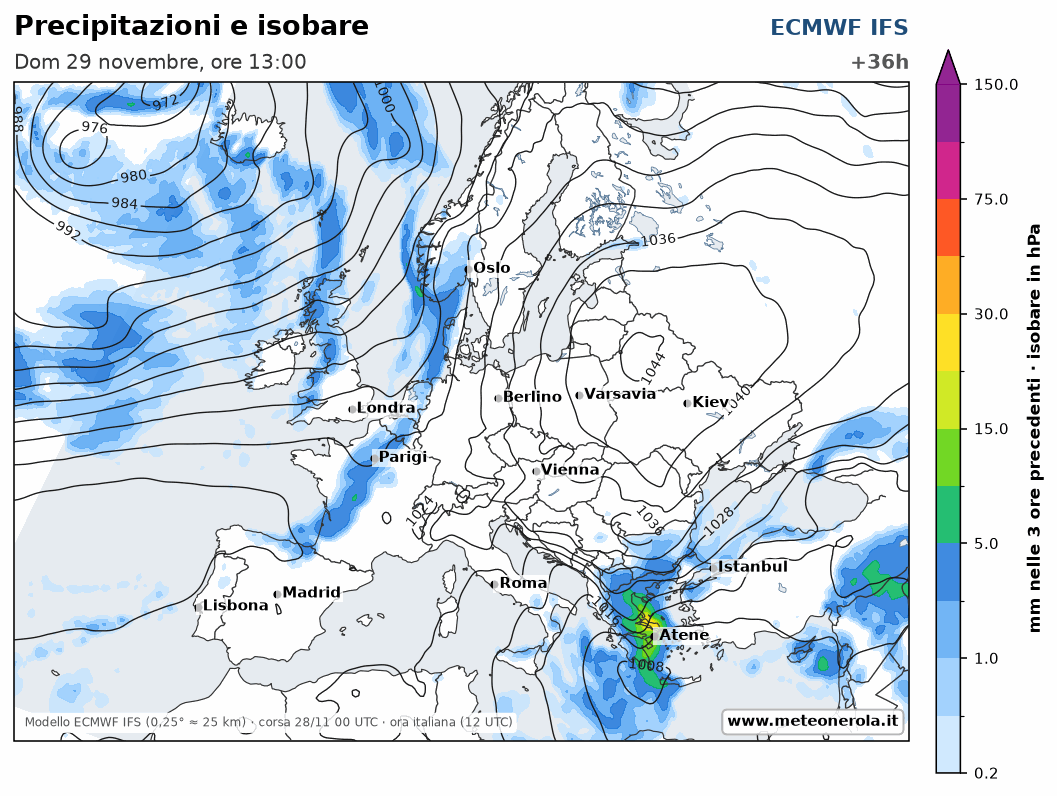 Precipitazioni e isobare
ECMWF IFS
Dom 29 novembre, ore 13:00
+36h
150.0
75.0
30.0
15.0
5.0
1.0
0.2
mm nelle 3 ore precedenti · isobare in hPa
972
1000
988
976
980
984
992
1036
Oslo
1044
1040
Berlino
Varsavia
Kiev
Londra
Parigi
Vienna
1024
1036
1028
Istanbul
Roma
Madrid
Lisbona
1016
Atene
1008
Modello ECMWF IFS (0,25° ≈ 25 km) · corsa 28/11 00 UTC · ora italiana (12 UTC)
www.meteonerola.it